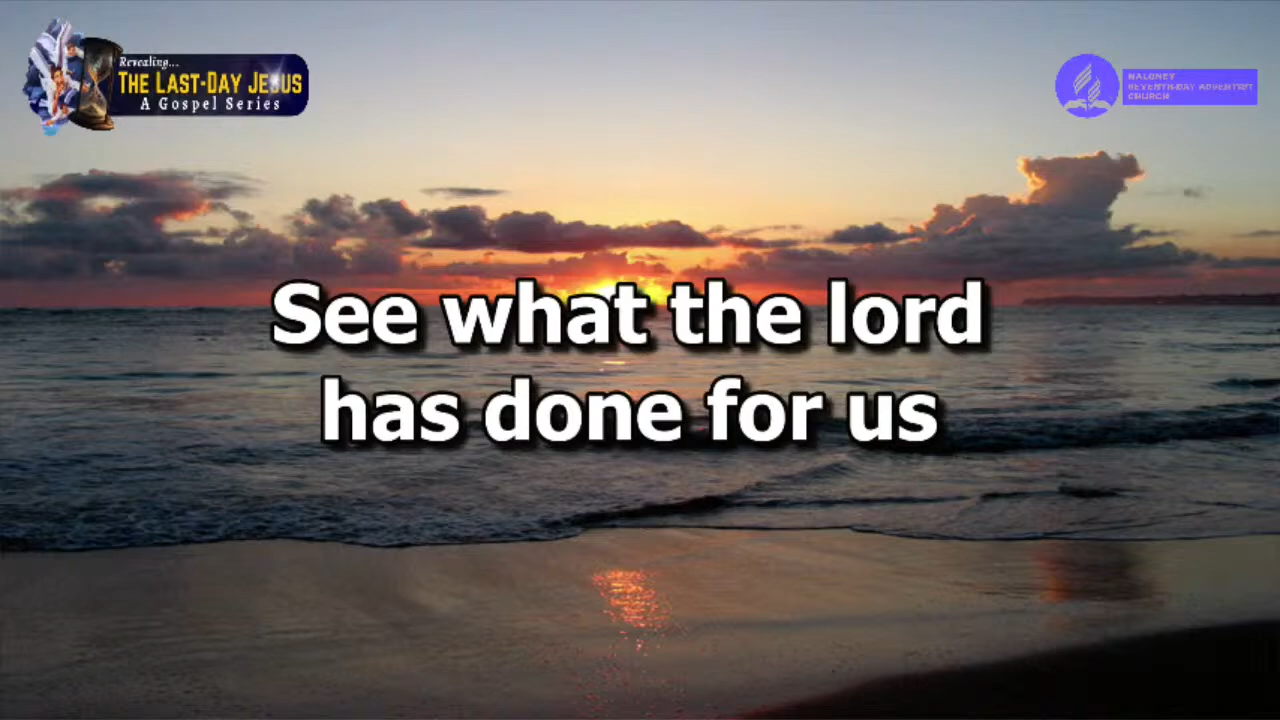 Revealing...
THE LAST-DAY JESUS
A Gospel Series
MALONEY
SEVENTH-DAY ADVENTIST
CHURCH
See what the lord
has done for us